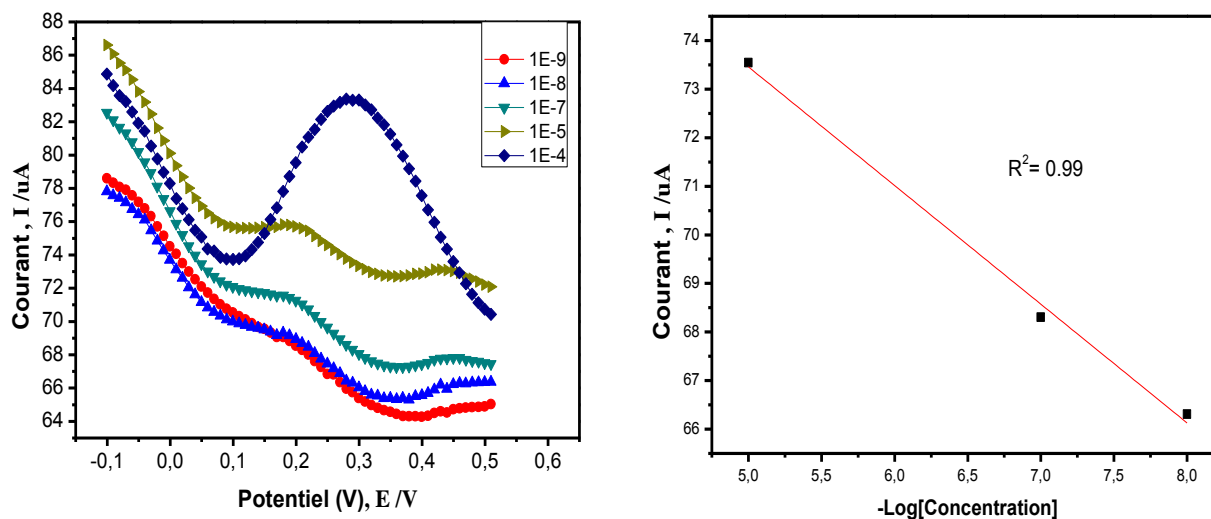 88
86
84
82
80
78
76
74
72
70
68
66
64
Courant , I /uA
-0,1 0,0 0,1 0,2 0,3 0,4 0,5 0,6
Potentiel (V), E /V
1E-9
1E-8
1E-7
1E-5
1E-4
74
73
72
71
70
69
68
67
66
Courant , I /uA
5,0 5,5 6,0 6,5 7,0 7,5 8,0
-Log[Concentration]
R²= 0.99